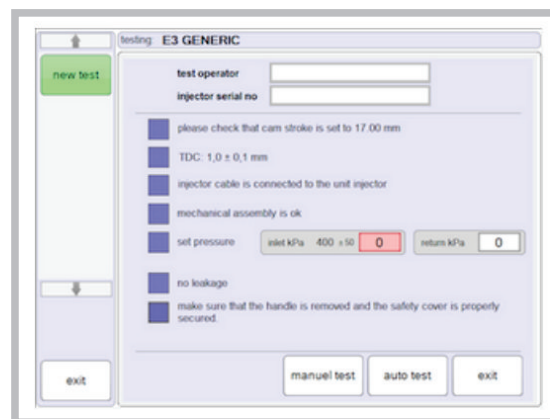 testing: E3 GENERIC
new test
test operator
injector serial no
please check that cam stroke is set to 17.00 mm
TDC: 1,0 ± 0,1 mm
injector cable is connected to the unit injector
mechanical assembly is ok
set pressure inlet kPa 400 ± 50 0 return kPa 0
no leakage
make sure that the handle is removed and the safety cover is properly
secured.
exit manuel test auto test exit